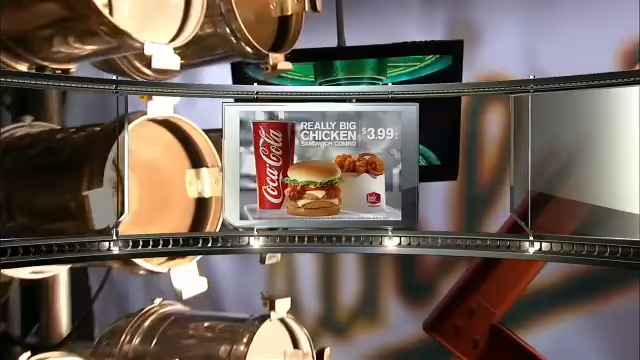 REALLY BIG
CHICKEN
SANDWICH COMBO
$3.99
Coca-Cola